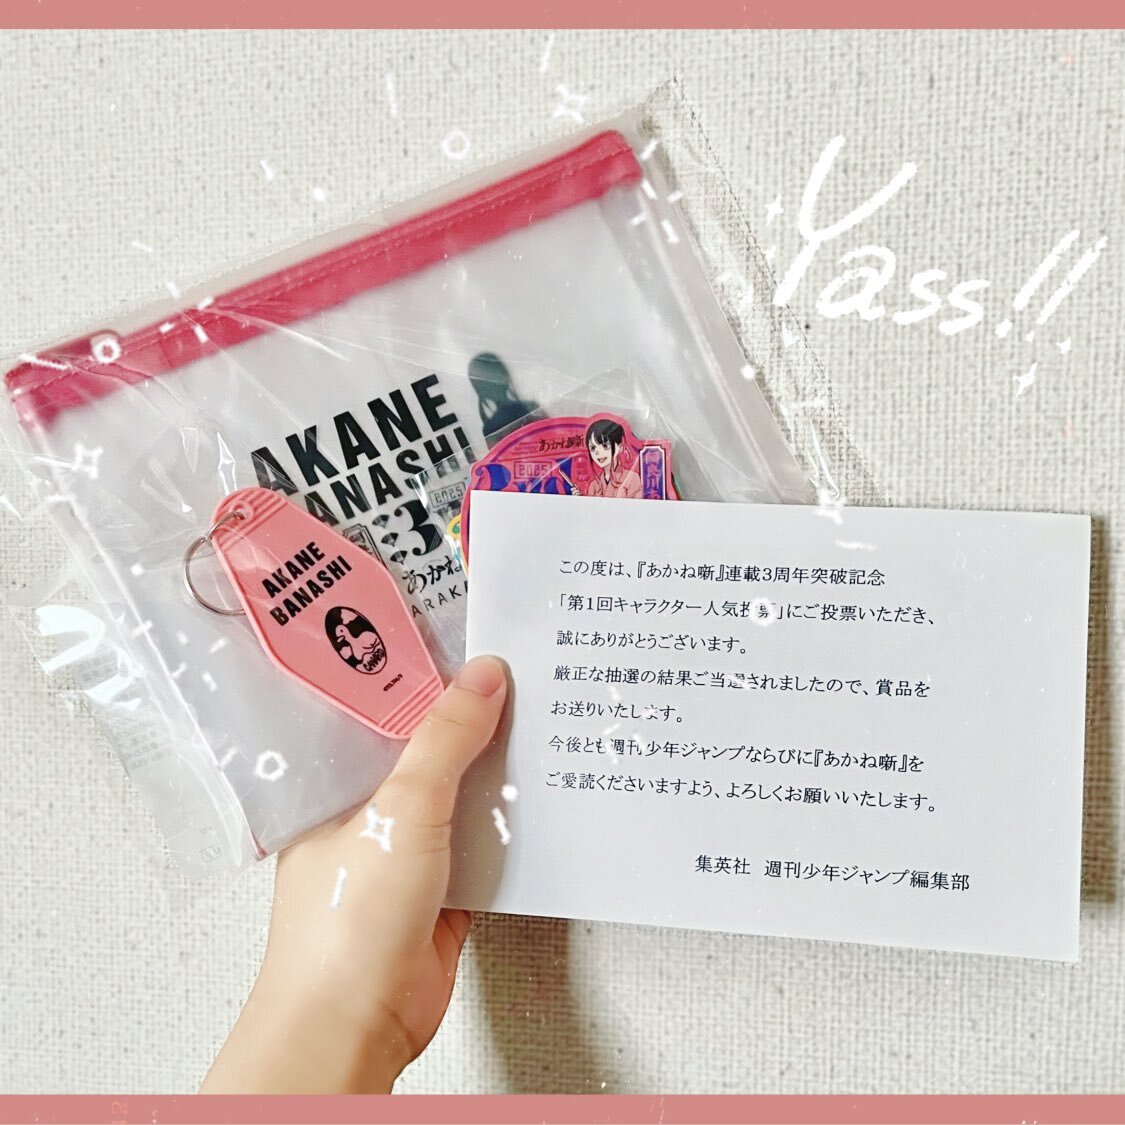 Yass!!
AKANE
BANASHI
3
2025
あかね
ARAK
あかね噺
2025
AKANE
BANASHI
CANARD
この度は、『あかね噺』連載3周年突破記念
「第1回キャラクター人気投票」にご投票いただき、
誠にありがとうございます。
厳正な抽選の結果ご当選されましたので、賞品を
お送りいたします。
今後とも週刊少年ジャンプならびに『あかね噺』を
ご愛読くださいますよう、よろしくお願いいたします。
集英社 週刊少年ジャンプ編集部